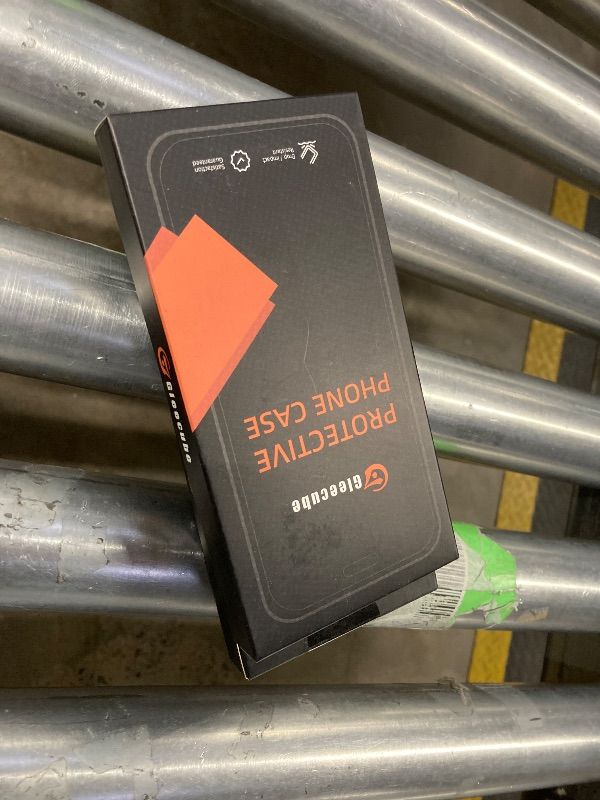 Gleecube
PROTECTIVE
PHONE CASE
Drop / Impact
Resistant
Satisfaction
Guaranteed
Gleecube